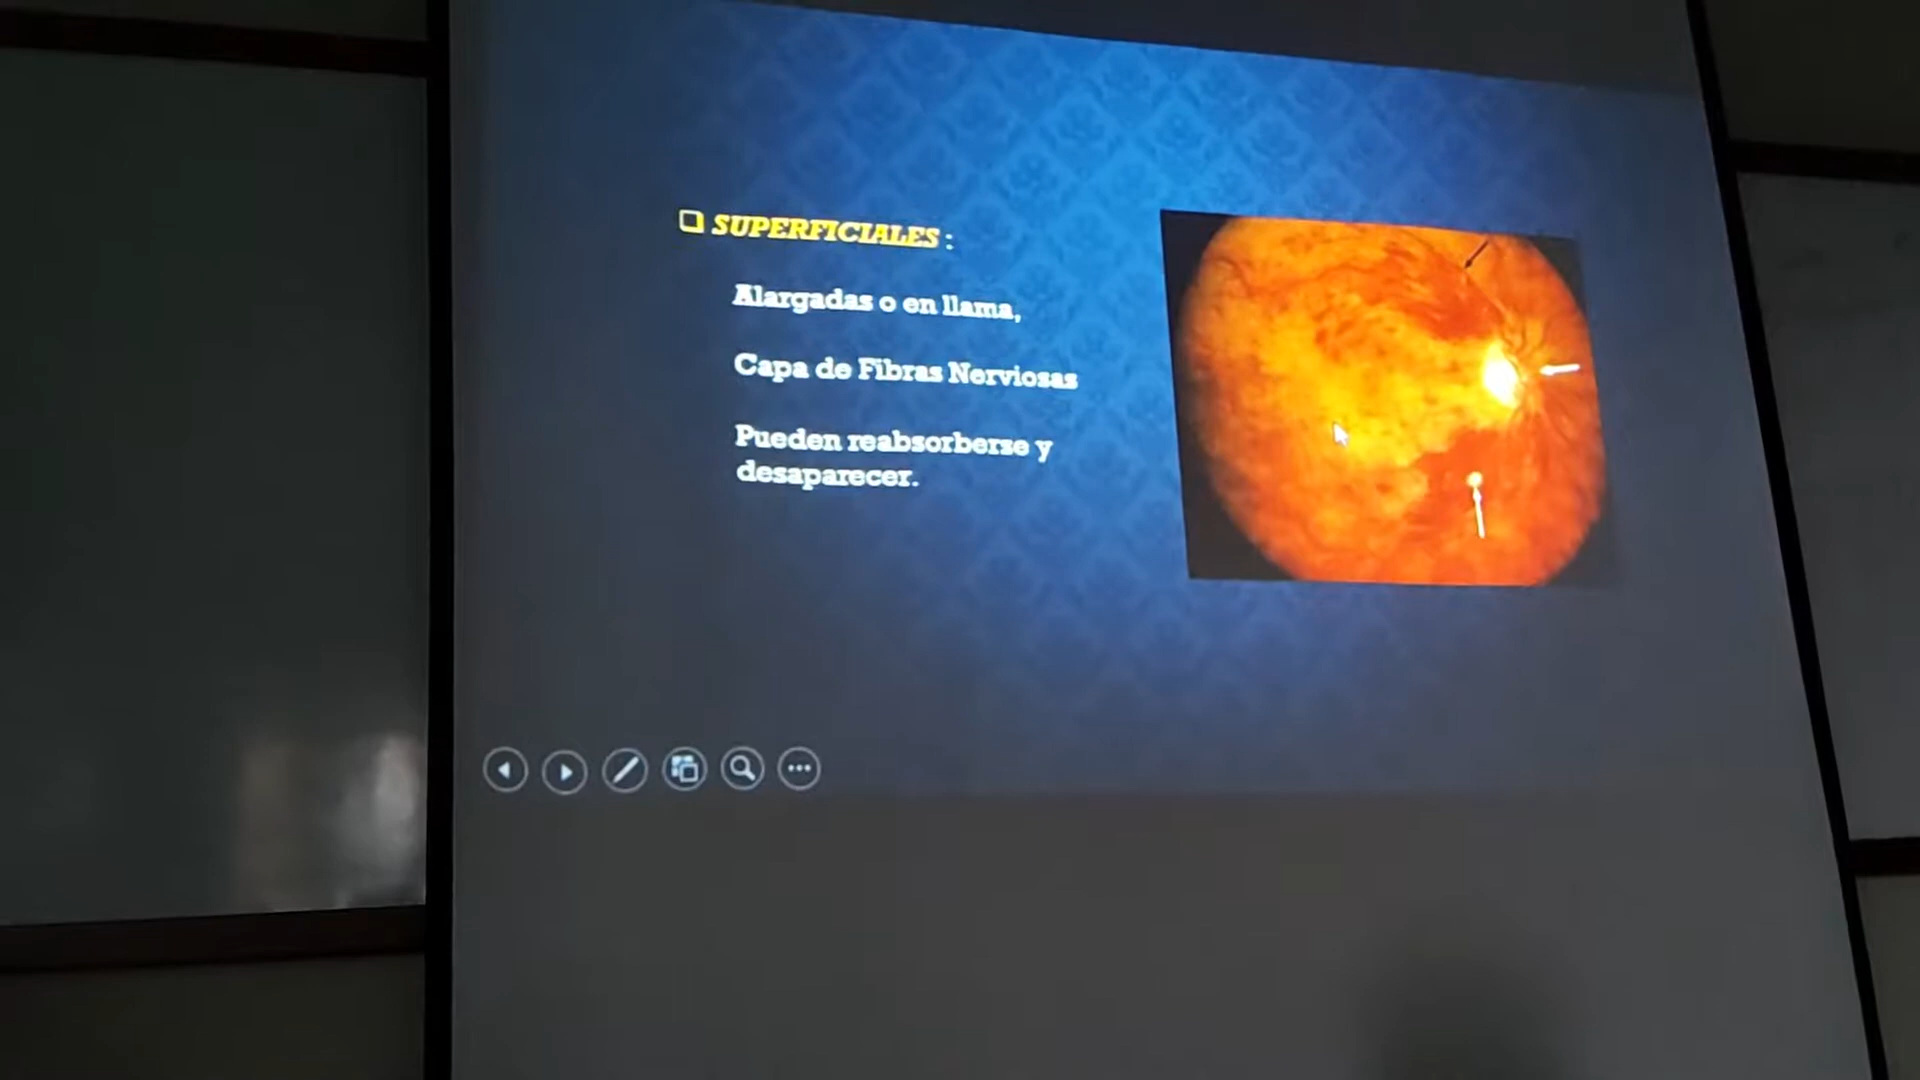 SUPERFICIALES :
Alargadas o en llama,
Capa de Fibras Nerviosas
Pueden reabsorberse y
desaparecer.